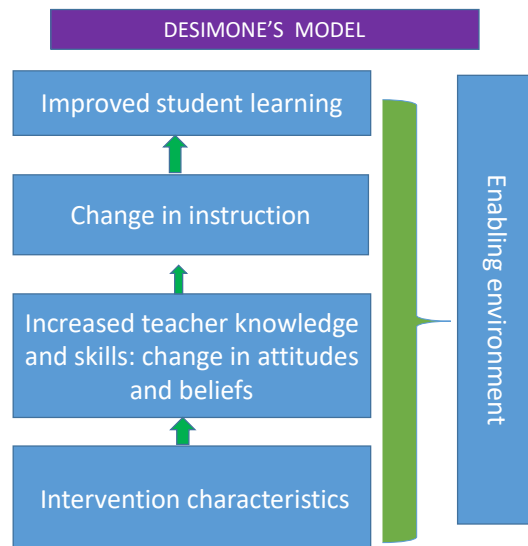 DESIMONE'S MODEL
Improved student learning
Change in instruction
Increased teacher knowledge
and skills: change in attitudes
and beliefs
Intervention characteristics
Enabling environment